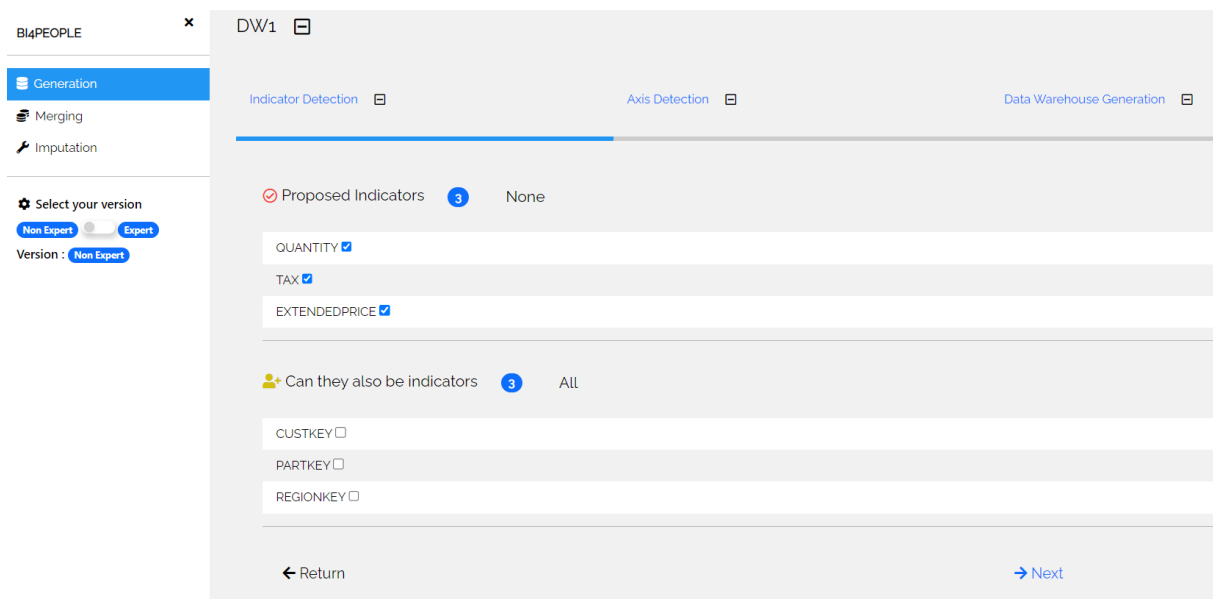 BI4PEOPLE ×
Generation
Merging
Imputation
Select your version
Non Expert Expert
Version : Non Expert
DW1
Indicator Detection Axis Detection Data Warehouse Generation
Proposed Indicators 3 None
QUANTITY
TAX
EXTENDEDPRICE
Can they also be indicators 3 All
CUSTKEY
PARTKEY
REGIONKEY
← Return → Next